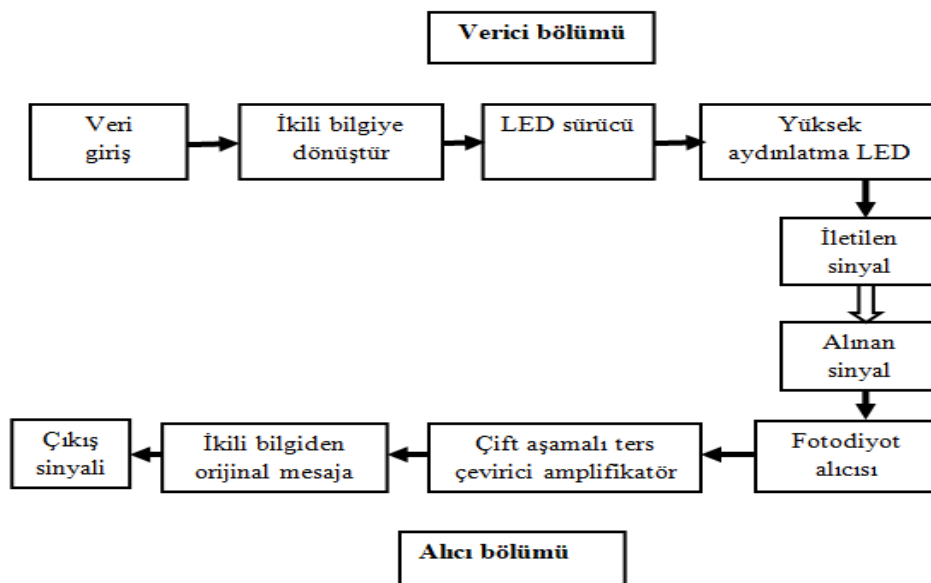 Verici bölümü
Veri
giriş
İkili bilgiye
dönüştür
LED sürücü
Yüksek
aydınlatma LED
İletilen
sinyal
Alınan
sinyal
Fotodiyot
alıcısı
Çift aşamalı ters
çevirici amplifikatör
İkili bilgiden
orijinal mesaja
Çıkış
sinyali
Alıcı bölümü